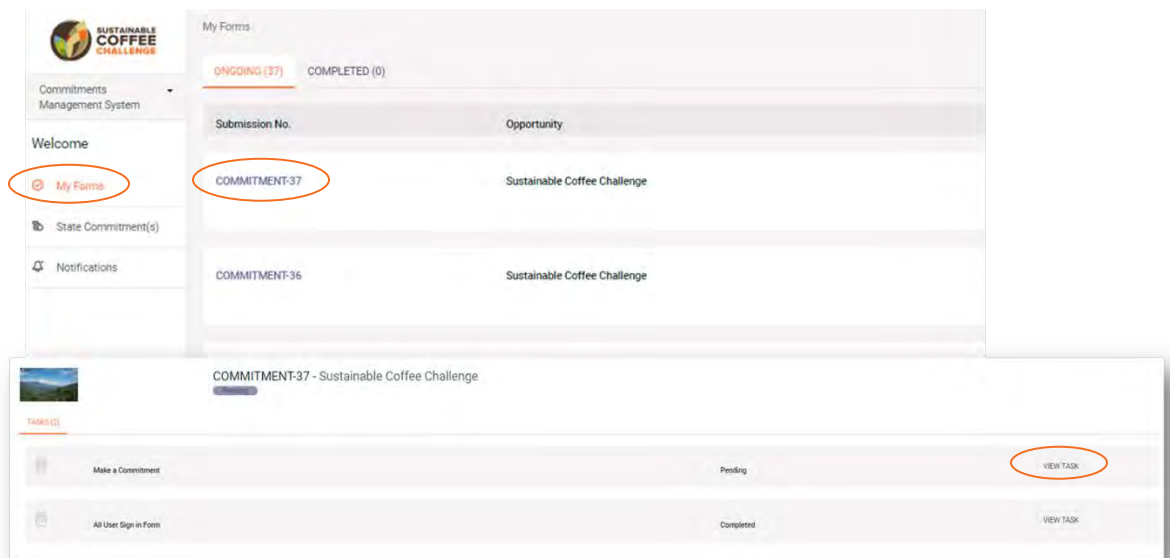 SUSTAINABLE
COFFEE
CHALLENGE
Commitments
Management System
Welcome
My Forms
State Commitment(s)
Notifications
My Forms
ONGOING (37) COMPLETED (0)
Submission No. Opportunity
COMMITMENT-37 Sustainable Coffee Challenge
COMMITMENT-36 Sustainable Coffee Challenge
COMMITMENT-37 - Sustainable Coffee Challenge
Pending
TASKS (2)
Make a Commitment Pending VIEW TASK
All User Sign in Form Completed VIEW TASK